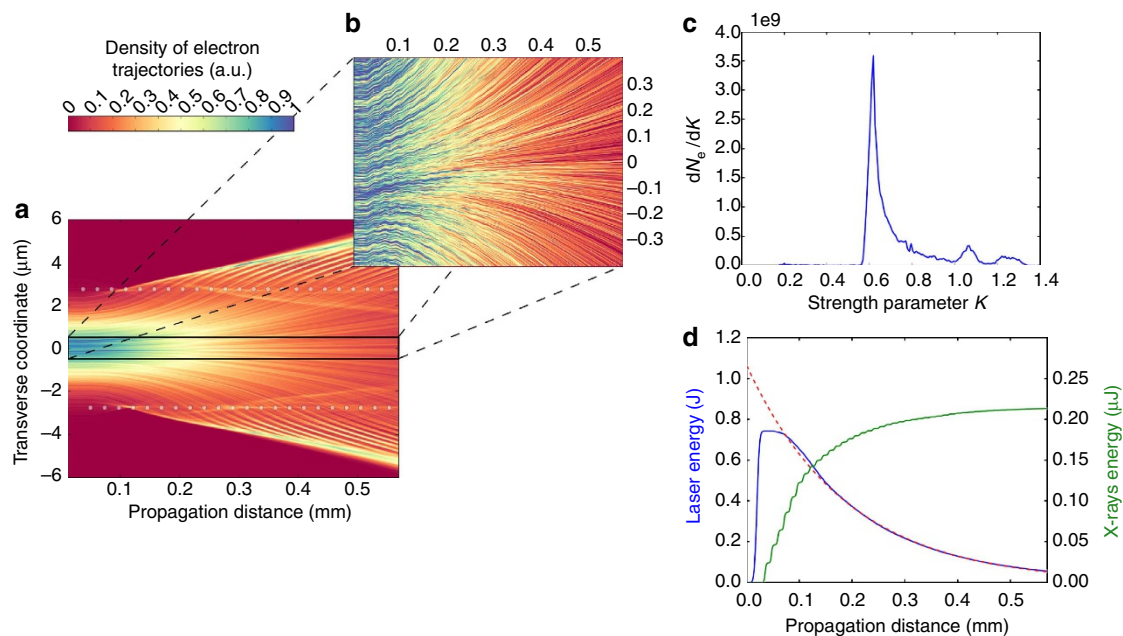 Density of electron
trajectories (a.u.)
0 0.1 0.2 0.3 0.4 0.5 0.6 0.7 0.8 0.9 1
a
6
4
2
0
−2
−4
−6
Transverse coordinate (μm)
0.1 0.2 0.3 0.4 0.5
Propagation distance (mm)
b
0.1 0.2 0.3 0.4 0.5
0.3
0.2
0.1
0
−0.1
−0.2
−0.3
c
1e9
4.0
3.5
3.0
2.5
2.0
1.5
1.0
0.5
0.0
dNe/dK
0.0 0.2 0.4 0.6 0.8 1.0 1.2 1.4
Strength parameter K
d
1.2
1.0
0.8
0.6
0.4
0.2
0.0
Laser energy (J)
0.25
0.20
0.15
0.10
0.05
0.00
X-rays energy (μJ)
0.0 0.1 0.2 0.3 0.4 0.5
Propagation distance (mm)